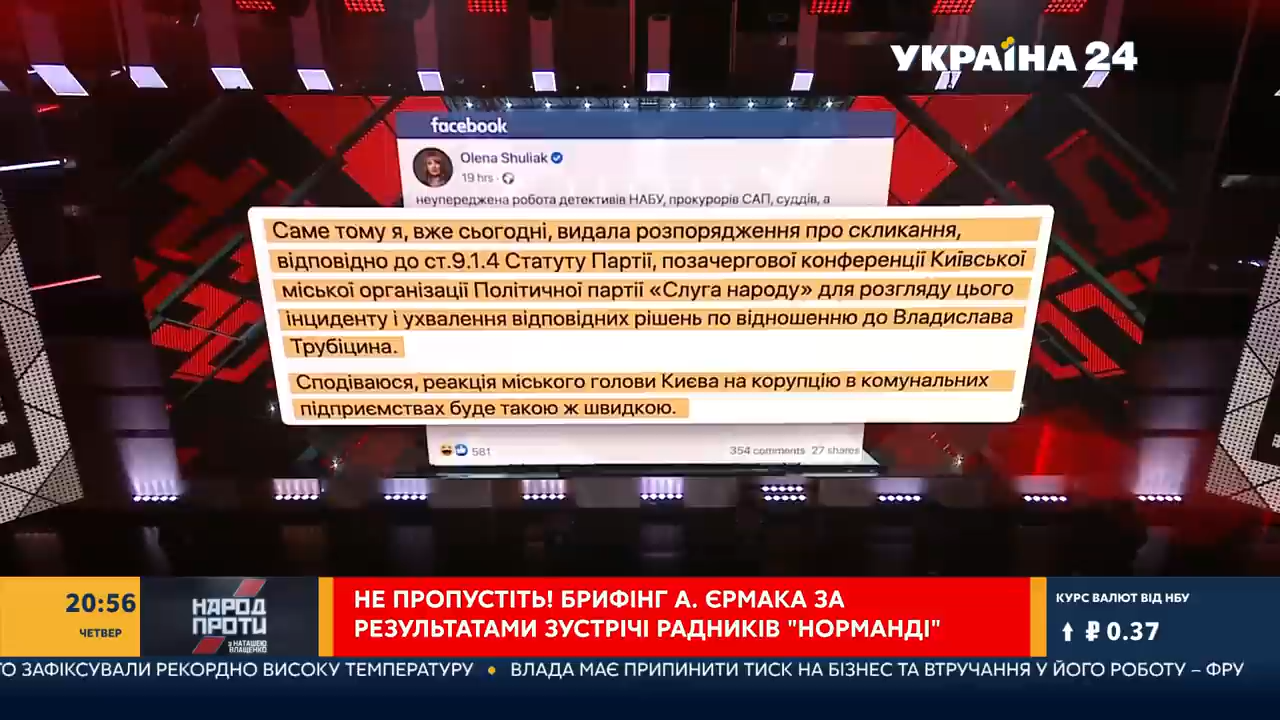 УКРАЇНА 24
facebook
Olena Shuliak
19 hrs
неупереджена робота детективів НАБУ, прокурорів САП, суддів, а
Саме тому я, вже сьогодні, видала розпорядження про скликання,
відповідно до ст.9.1.4 Статуту Партії, позачергової конференції Київської
міської організації Політичної партії «Слуга народу» для розгляду цього
інциденту і ухвалення відповідних рішень по відношенню до Владислава
Трубіцина.
Сподіваюся, реакція міського голови Києва на корупцію в комунальних
підприємствах буде такою ж швидкою.
581
354 comments 27 shares
20:56
ЧЕТВЕР
НАРОД
ПРОТИ
З НАТАШЕЮ
ВЛАЩЕНКО
НЕ ПРОПУСТІТЬ! БРИФІНГ А. ЄРМАКА ЗА
РЕЗУЛЬТАТАМИ ЗУСТРІЧІ РАДНИКІВ "НОРМАНДІ"
КУРС ВАЛЮТ ВІД НБУ
₽ 0.37
ТО ЗАФІКСУВАЛИ РЕКОРДНО ВИСОКУ ТЕМПЕРАТУРУ • ВЛАДА МАЄ ПРИПИНИТИ ТИСК НА БІЗНЕС ТА ВТРУЧАННЯ У ЙОГО РОБОТУ – ФРУ